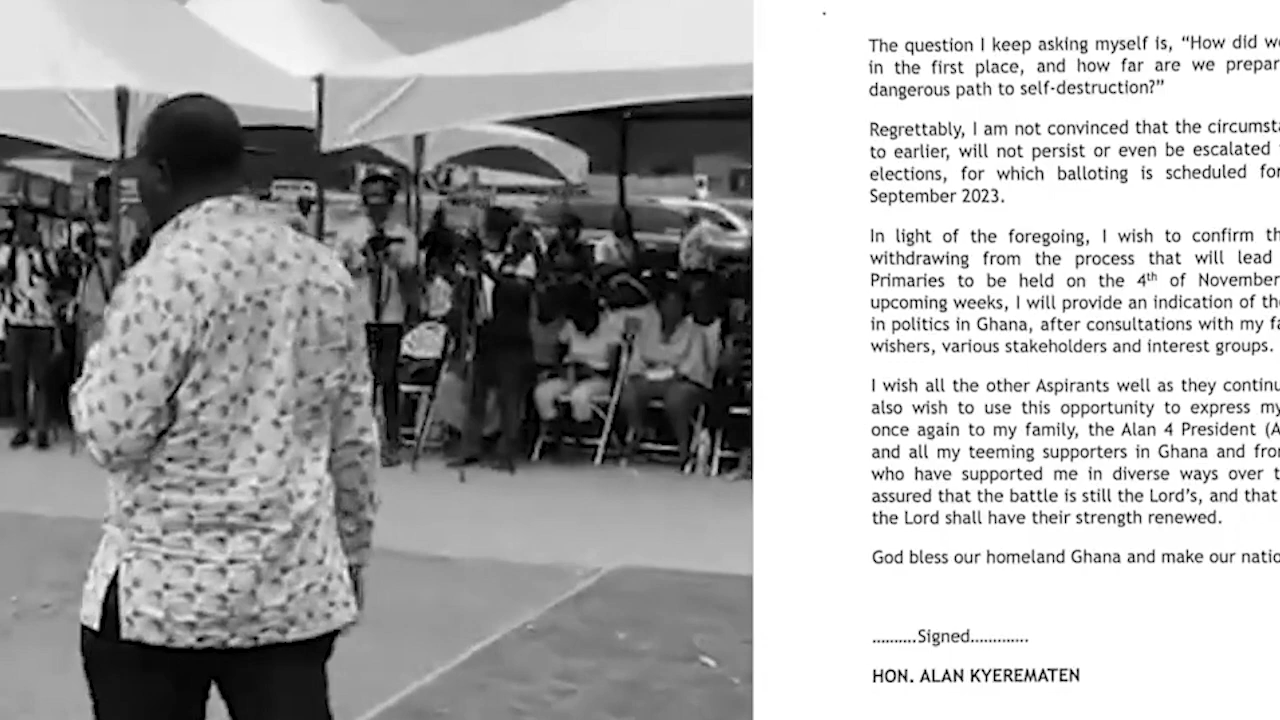 The question I keep asking myself is, “How did we
in the first place, and how far are we prepar
dangerous path to self-destruction?”
Regrettably, I am not convinced that the circumsta
to earlier, will not persist or even be escalated
elections, for which balloting is scheduled for
September 2023.
In light of the foregoing, I wish to confirm th
withdrawing from the process that will lead
Primaries to be held on the 4th of November
upcoming weeks, I will provide an indication of the
in politics in Ghana, after consultations with my fa
wishers, various stakeholders and interest groups.
I wish all the other Aspirants well as they continu
also wish to use this opportunity to express my
once again to my family, the Alan 4 President (A
and all my teeming supporters in Ghana and from
who have supported me in diverse ways over t
assured that the battle is still the Lord’s, and that
the Lord shall have their strength renewed.
God bless our homeland Ghana and make our natio
..........Signed.............
HON. ALAN KYEREMATEN